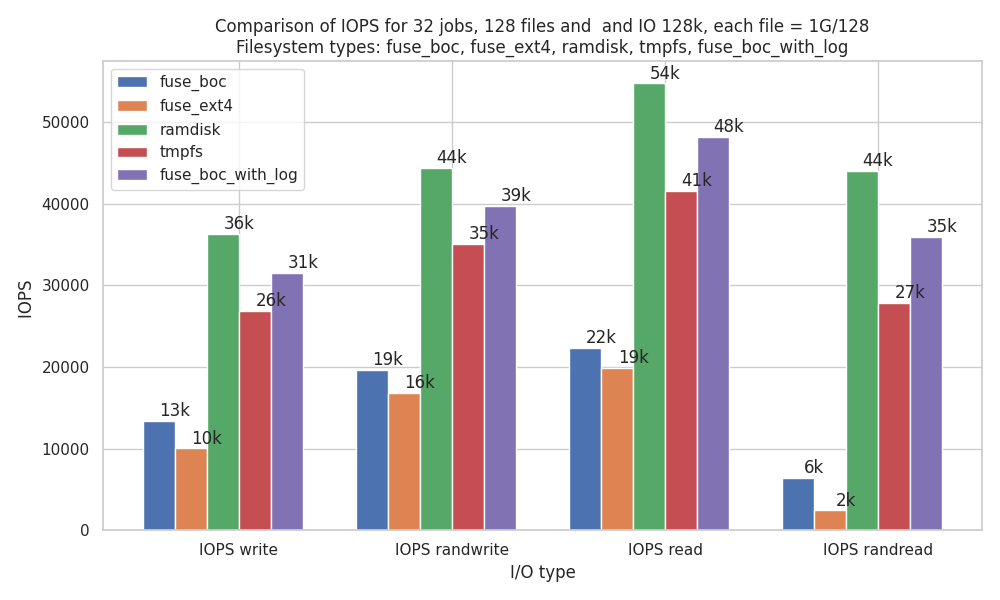 Comparison of IOPS for 32 jobs, 128 files and  and IO 128k, each file = 1G/128
Filesystem types: fuse_boc, fuse_ext4, ramdisk, tmpfs, fuse_boc_with_log
fuse_boc
fuse_ext4
ramdisk
tmpfs
fuse_boc_with_log
IOPS
50000
40000
30000
20000
10000
0
13k
10k
36k
26k
31k
19k
16k
44k
35k
39k
22k
19k
54k
41k
48k
6k
2k
44k
27k
35k
IOPS write
IOPS randwrite
IOPS read
IOPS randread
I/O type